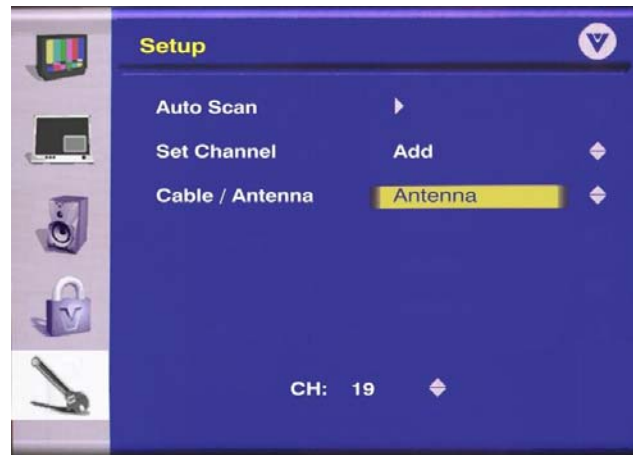 Setup
Auto Scan
Set Channel Add
Cable / Antenna Antenna
CH: 19